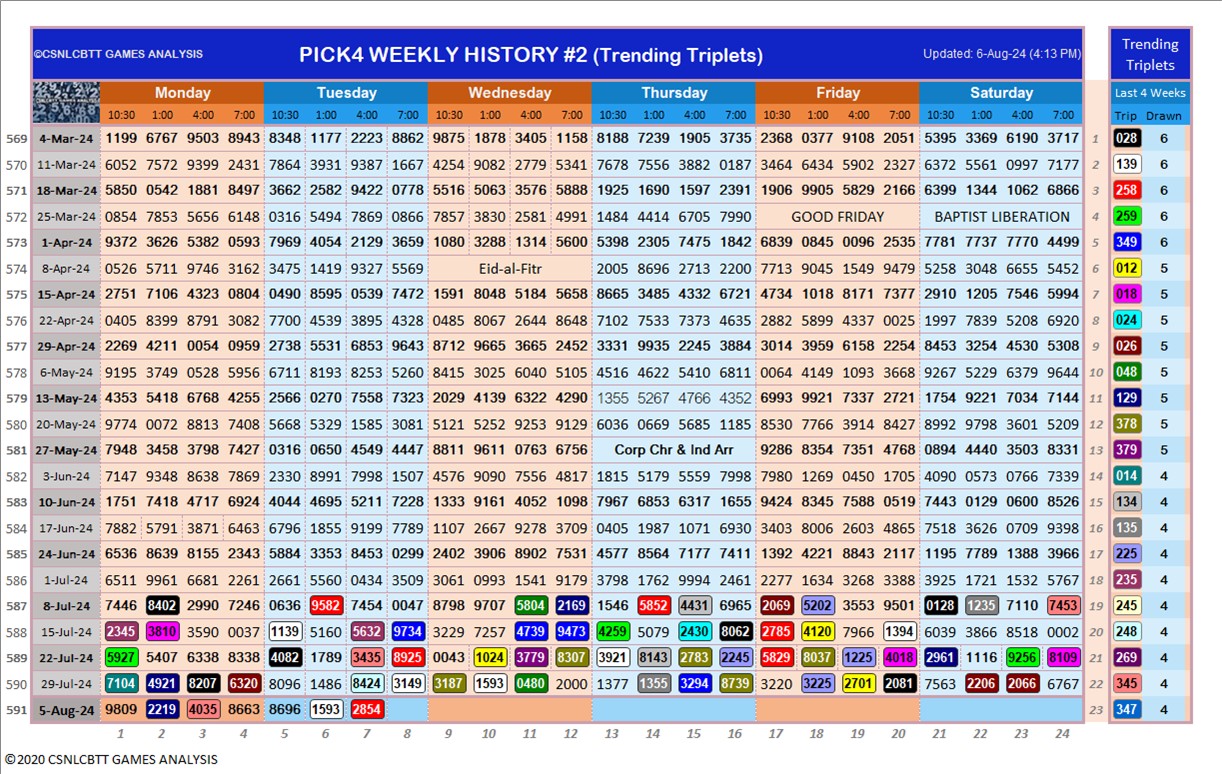 ©CSNLCBTT GAMES ANALYSIS PICK4 WEEKLY HISTORY #2 (Trending Triplets) Updated: 6-Aug-24 (4:13 PM) Trending Triplets
Monday Tuesday Wednesday Thursday Friday Saturday Last 4 Weeks
10:30 1:00 4:00 7:00 10:30 1:00 4:00 7:00 10:30 1:00 4:00 7:00 10:30 1:00 4:00 7:00 10:30 1:00 4:00 7:00 10:30 1:00 4:00 7:00 Trip Drawn
569 4-Mar-24 1199 6767 9503 8943 8348 1177 2223 8862 9875 1878 3405 1158 8188 7239 1905 3735 2368 0377 9108 2051 5395 3369 6190 3717 1 028 6
570 11-Mar-24 6052 7572 9399 2431 7864 3931 9387 1667 4254 9082 2779 5341 7678 7556 3882 0187 3464 6434 5902 2327 6372 5561 0997 7177 2 139 6
571 18-Mar-24 5850 0542 1881 8497 3662 2582 9422 0778 5516 5063 3576 5888 1925 1690 1597 2391 1906 9905 5829 2166 6399 1344 1062 6866 3 258 6
572 25-Mar-24 0854 7853 5656 6148 0316 5494 7869 0866 7857 3830 2581 4991 1484 4414 6705 7990 GOOD FRIDAY BAPTIST LIBERATION 4 259 6
573 1-Apr-24 9372 3626 5382 0593 7969 4054 2129 3659 1080 3288 1314 5600 5398 2305 7475 1842 6839 0845 0096 2535 7781 7737 7770 4499 5 349 6
574 8-Apr-24 0526 5711 9746 3162 3475 1419 9327 5569 Eid-al-Fitr 2005 8696 2713 2200 7713 9045 1549 9479 5258 3048 6655 5452 6 012 5
575 15-Apr-24 2751 7106 4323 0804 0490 8595 0539 7478 1591 8048 5184 5658 8665 3485 4332 6721 4734 1018 8171 7377 2910 1205 7546 5994 7 018 5
576 22-Apr-24 0405 8399 8791 3082 7700 4539 3895 4328 0485 8067 2644 8648 7102 7533 7373 4635 2882 5899 4337 0025 1997 7839 5208 6920 8 024 5
577 29-Apr-24 2269 4211 0054 0959 2738 5531 6853 9643 9712 9665 3665 2452 3331 9935 2245 3884 3014 3959 6158 2254 8453 3254 4530 5308 9 026 5
578 6-May-24 9195 3749 0528 5956 6711 8193 8253 5260 8415 3025 6040 5105 4516 4622 5410 6811 0064 4149 1093 3668 9267 5229 6379 9644 10 048 5
579 13-May-24 4353 5418 6768 4255 2566 0270 7558 7323 2029 4139 6322 4290 1355 5267 4766 4352 6993 9921 7337 2721 1754 9221 7034 7144 11 129 5
580 20-May-24 9774 0072 8813 7408 5668 5329 1585 3081 5121 5252 9253 9129 6036 0669 5685 1185 8530 7766 3914 8427 8992 9798 3601 5209 12 378 5
581 27-May-24 7948 3458 3798 7427 0316 0650 4549 4447 8811 9611 0763 6756 Corp Chr & Ind Arr 9286 8354 7351 4768 0894 4440 3503 8331 13 379 5
582 3-Jun-24 7147 9348 8638 7869 2330 8991 7998 1507 4576 9090 7556 4817 1815 5179 5559 7998 7980 1269 0450 1705 4090 0573 0766 7339 14 014 4
583 10-Jun-24 1751 7418 4717 6924 4044 4695 5211 7228 1333 9161 4052 1098 7967 6853 6317 1655 9424 8345 7588 0519 7443 0129 0600 8526 15 134 4
584 17-Jun-24 7882 5791 3871 6463 6796 1855 9199 7789 1107 2667 9278 3709 0405 1987 1071 6930 3403 8006 2603 4865 7518 3626 0709 9398 16 135 4
585 24-Jun-24 6536 8639 8155 2343 5884 3353 8453 0299 2402 3906 8902 7531 4577 8564 7177 7411 1392 4221 8843 2117 1195 7789 1388 3966 17 225 4
586 1-Jul-24 6511 9961 6681 2261 2661 5560 0434 3509 3061 0993 1541 9179 3798 1762 9994 2461 2277 1634 3268 3388 3925 1721 1532 5767 18 235 4
587 8-Jul-24 7446 8402 2990 7246 0636 9582 7454 0047 8798 9707 5804 2169 1546 5852 4431 6965 2069 5202 3553 9501 0128 1235 7110 7453 19 245 4
588 15-Jul-24 2345 3810 3590 0037 1139 5160 5632 9734 3229 7257 4739 9473 4259 5079 2430 8062 2785 4120 7966 1394 6039 3866 8518 0002 20 248 4
589 22-Jul-24 5927 5407 6338 8338 4082 1789 3435 8925 0043 1024 3779 8307 3921 8143 2783 2245 5829 8037 1225 4018 2961 1116 9256 8109 21 269 4
590 29-Jul-24 7104 4921 8207 6320 8096 1486 8424 3149 3187 1593 0480 2000 1377 1355 3294 8739 3220 3225 2701 2081 7563 2206 2066 6767 22 345 4
591 5-Aug-24 9809 2219 4035 8663 8696 1593 2854 23 347 4
1 2 3 4 5 6 7 8 9 10 11 12 13 14 15 16 17 18 19 20 21 22 23 24
©2020 CSNLCBTT GAMES ANALYSIS